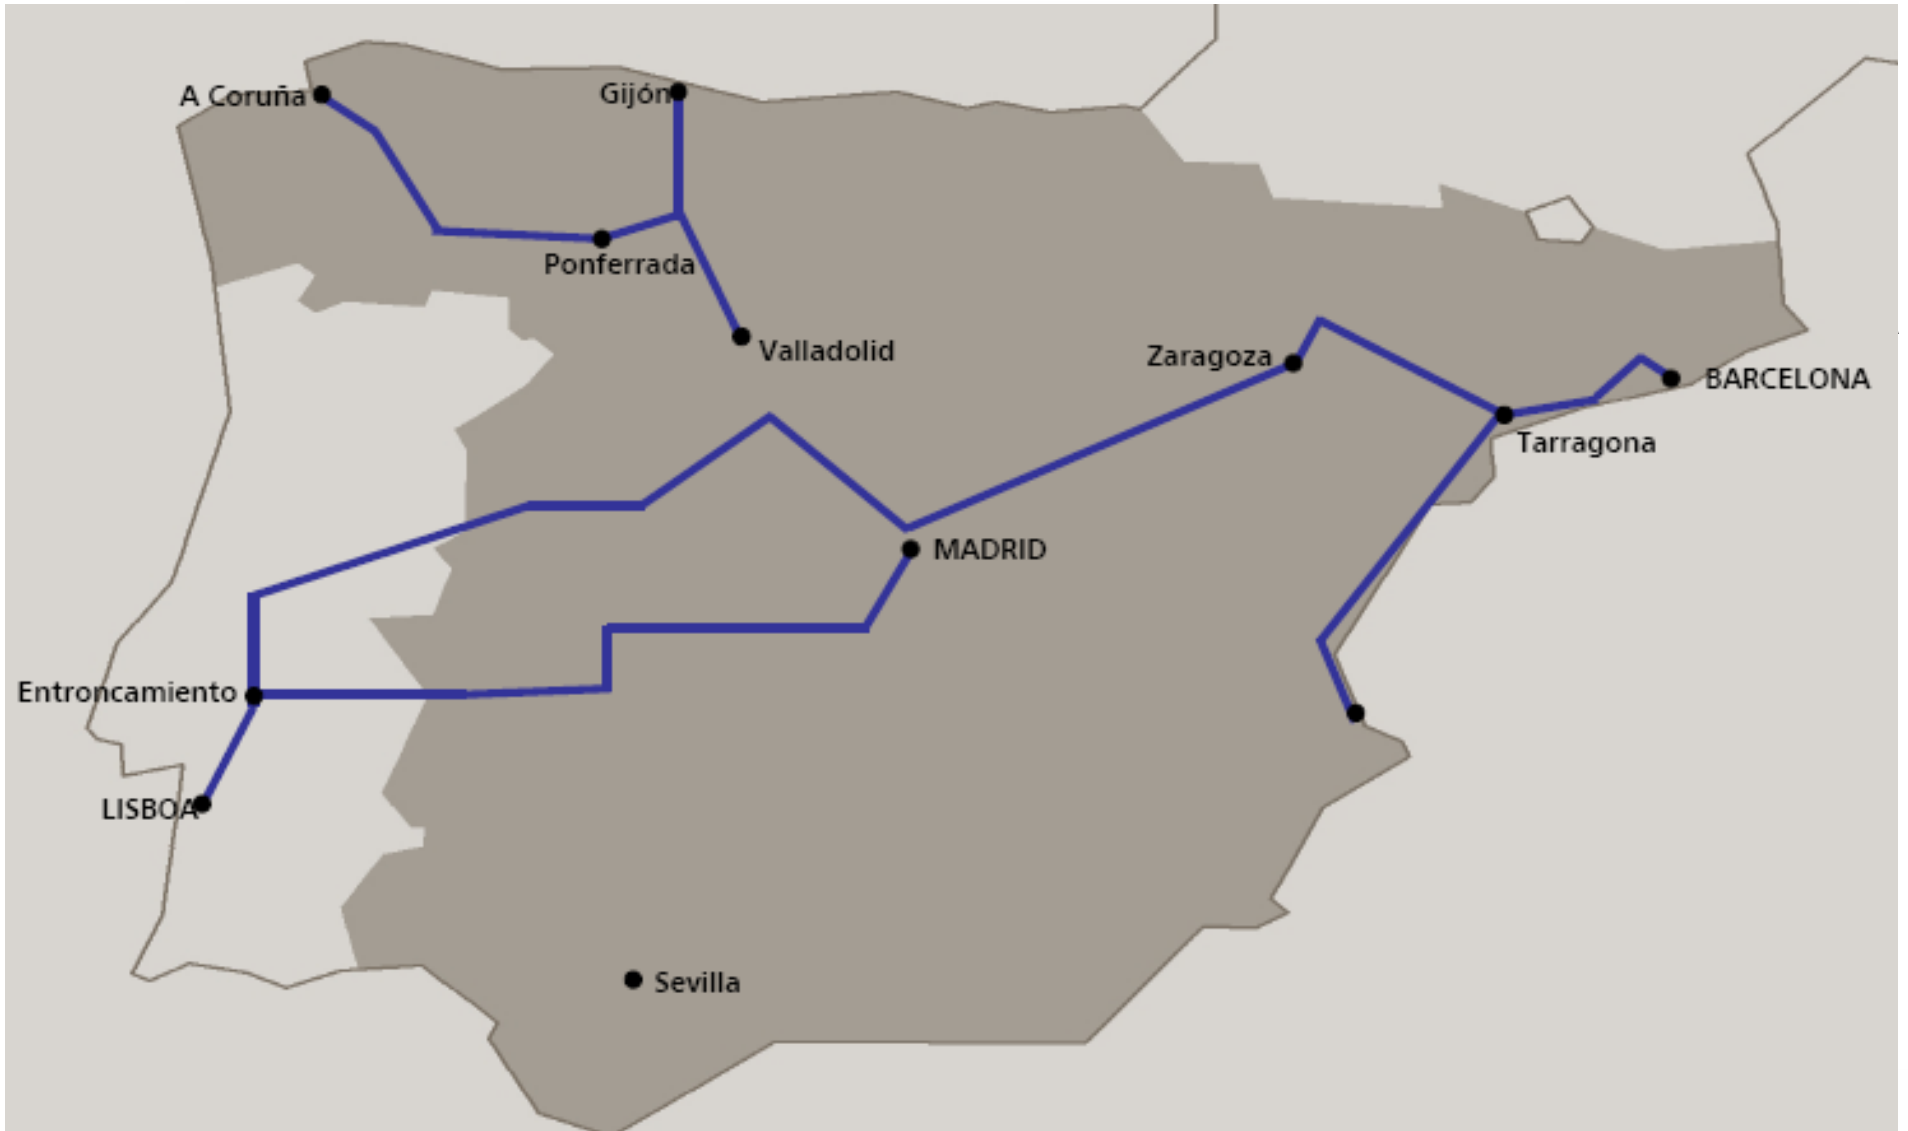 A Coruña
Gijón
Ponferrada
Valladolid
Zaragoza
BARCELONA
Tarragona
MADRID
Entroncamiento
LISBOA
Sevilla